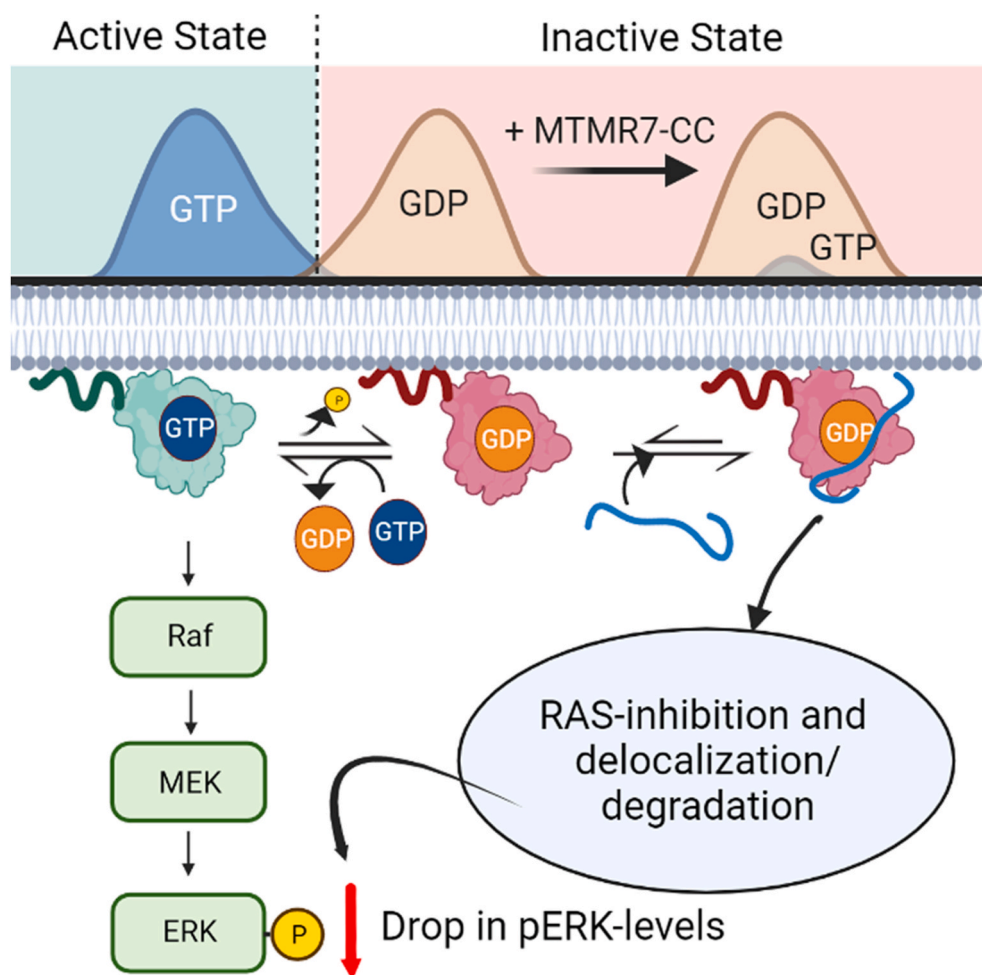 Active State
Inactive State
+ MTMR7-CC
GTP
GDP
GDP
GTP
P
GTP
GDP
GDP
GDP
GTP
Raf
MEK
ERK
P
RAS-inhibition and
delocalization/
degradation
Drop in pERK-levels